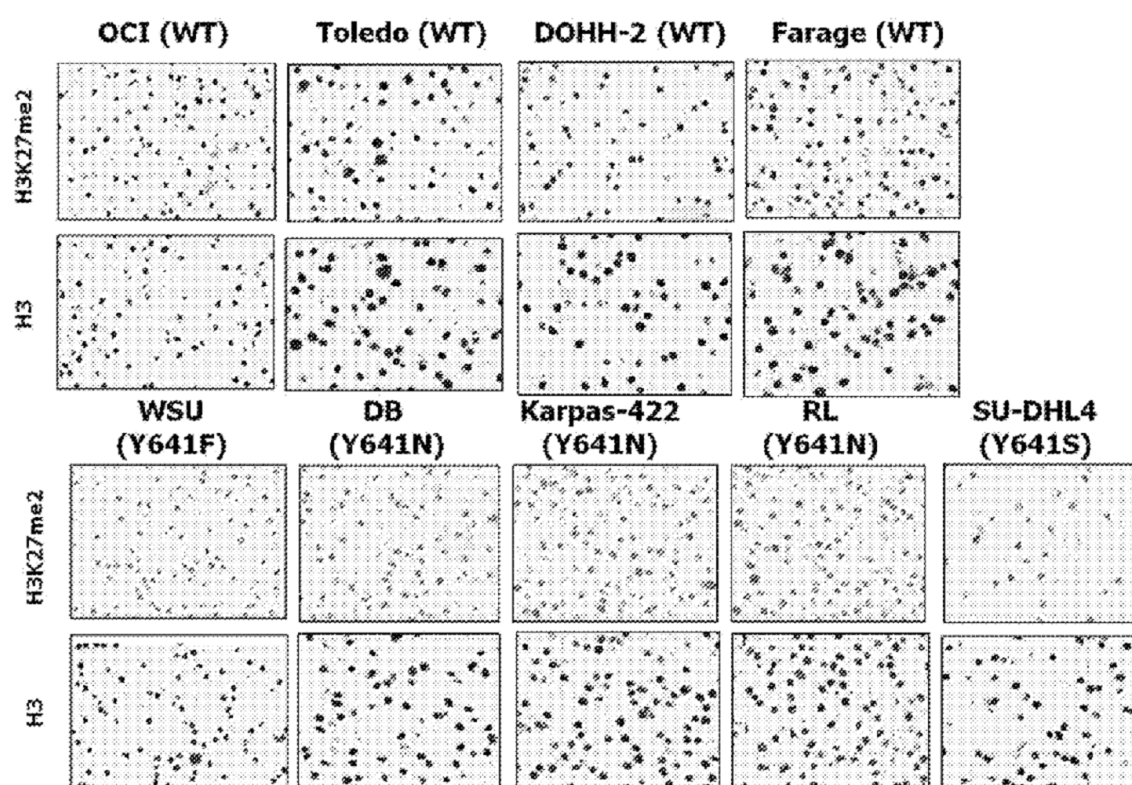 OCI (WT) Toledo (WT) DOHH-2 (WT) Farage (WT)
H3K27me2
H3
WSU DB Karpas-422 RL SU-DHL4
(Y641F) (Y641N) (Y641N) (Y641N) (Y641S)
H3K27me2
H3